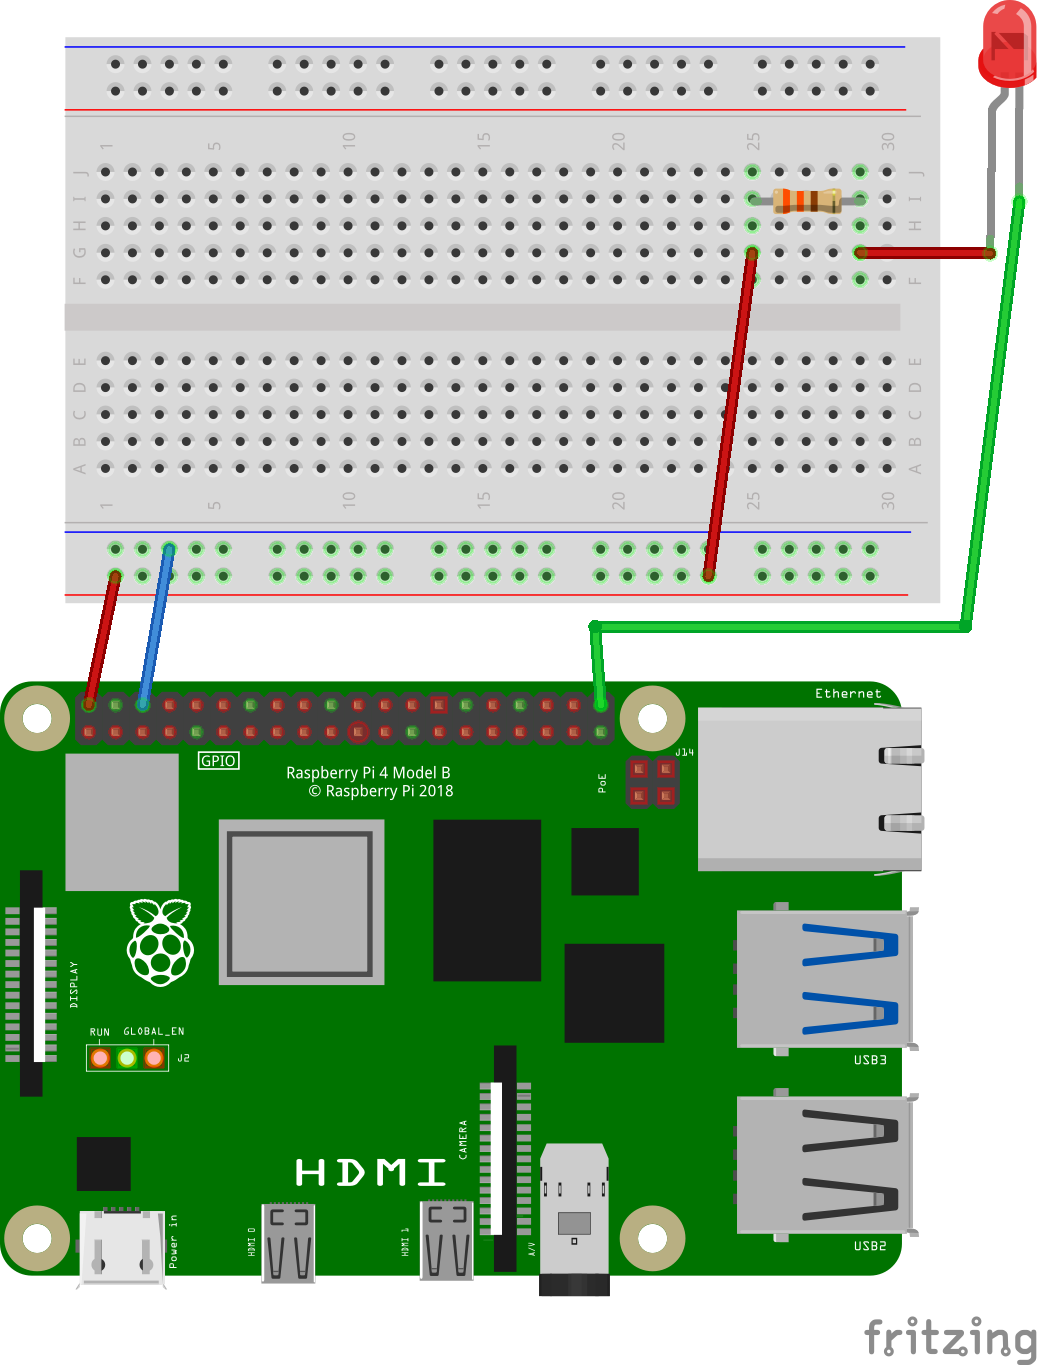 1 5 10 15 20 25 30
J J
I I
H H
G
F F
E E
D D
C C
B B
A A
1 5 10 15 20 25 30
Ethernet
J14
GPIO
PoE
Raspberry Pi 4 Model B
© Raspberry Pi 2018
DISPLAY
RUN GLOBAL_EN
J2
USB3
CAMERA
HDMI
Power in
HDMI 0
HDMI 1
A/V
USB2
fritzing